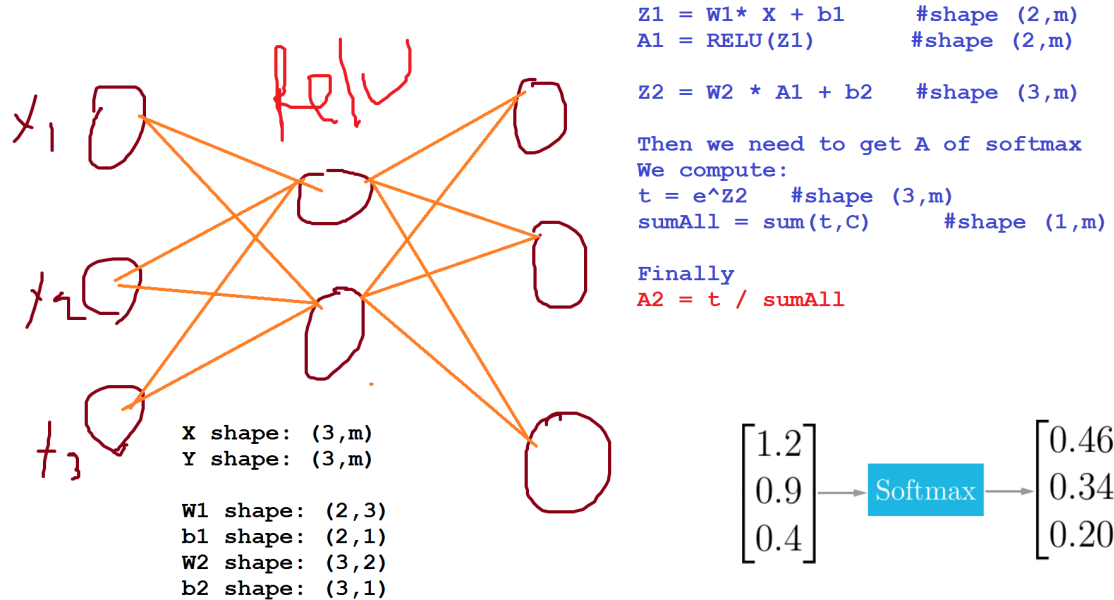 Z1 = W1* X + b1 #shape (2,m)
A1 = RELU(Z1) #shape (2,m)
Z2 = W2 * A1 + b2 #shape (3,m)
Then we need to get A of softmax
We compute:
t = e^Z2 #shape (3,m)
sumAll = sum(t,C) #shape (1,m)
Finally
A2 = t / sumAll
RelU
x1
x2
t3
X shape: (3,m)
Y shape: (3,m)
W1 shape: (2,3)
b1 shape: (2,1)
W2 shape: (3,2)
b2 shape: (3,1)
1.2
0.9
0.4
Softmax
0.46
0.34
0.20